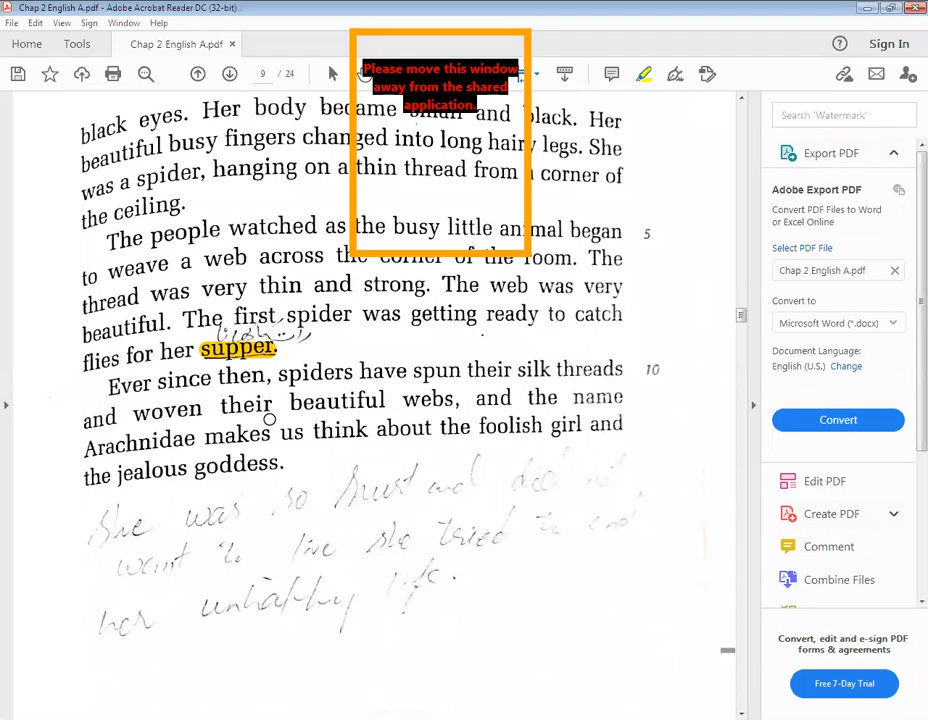 Chap 2 English A.pdf - Adobe Acrobat Reader DC (32-bit)
File Edit View Sign Window Help
Home Tools Chap 2 English A.pdf × Sign In
9 / 24
Please move this window
away from the shared
application.
black eyes. Her body became small and black. Her
beautiful busy fingers changed into long hairy legs. She
was a spider, hanging on a thin thread from a corner of
the ceiling.
The people watched as the busy little animal began 5
to weave a web across the corner of the room. The
thread was very thin and strong. The web was very
beautiful. The first spider was getting ready to catch
رات کا کھانا
flies for her supper.
Ever since then, spiders have spun their silk threads 10
and woven their beautiful webs, and the name
Arachnidae makes us think about the foolish girl and
the jealous goddess.
She was so hurt and did not
want to live she tried to end
her unhappy life.
Search 'Watermark'
Export PDF
Adobe Export PDF
Convert PDF Files to Word
or Excel Online
Select PDF File
Chap 2 English A.pdf ×
Convert to
Microsoft Word (*.docx)
Document Language:
English (U.S.) Change
Convert
Edit PDF
Create PDF
Comment
Combine Files
Convert, edit and e-sign PDF
forms & agreements
Free 7-Day Trial